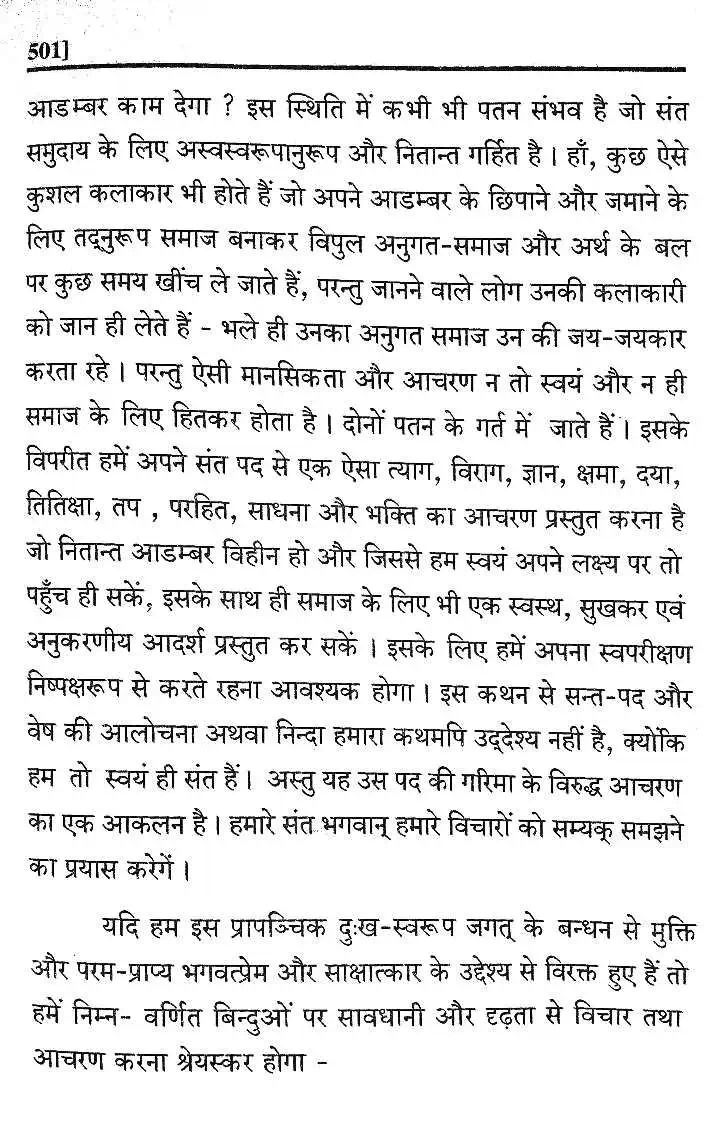 501]
आडम्बर काम देगा ? इस स्थिति में कभी भी पतन संभव है जो संत
समुदाय के लिए अस्वस्वरूपानुरूप और नितान्त गर्हित है । हाँ, कुछ ऐसे
कुशल कलाकार भी होते हैं जो अपने आडम्बर के छिपाने और जमाने के
लिए तद्नुरूप समाज बनाकर विपुल अनुगत-समाज और अर्थ के बल
पर कुछ समय खींच ले जाते हैं, परन्तु जानने वाले लोग उनकी कलाकारी
को जान ही लेते हैं - भले ही उनका अनुगत समाज उन की जय-जयकार
करता रहे । परन्तु ऐसी मानसिकता और आचरण न तो स्वयं और न ही
समाज के लिए हितकर होता है । दोनों पतन के गर्त में जाते हैं । इसके
विपरीत हमें अपने संत पद से एक ऐसा त्याग, विराग, ज्ञान, क्षमा, दया,
तितिक्षा, तप , परहित, साधना और भक्ति का आचरण प्रस्तुत करना है
जो नितान्त आडम्बर विहीन हो और जिससे हम स्वयं अपने लक्ष्य पर तो
पहुँच ही सकें, इसके साथ ही समाज के लिए भी एक स्वस्थ, सुखकर एवं
अनुकरणीय आदर्श प्रस्तुत कर सकें । इसके लिए हमें अपना स्वपरीक्षण
निष्पक्षरूप से करते रहना आवश्यक होगा । इस कथन से सन्त-पद और
वेष की आलोचना अथवा निन्दा हमारा कथमपि उद्देश्य नहीं है, क्योंकि
हम तो स्वयं ही संत हैं । अस्तु यह उस पद की गरिमा के विरुद्ध आचरण
का एक आकलन है । हमारे संत भगवान् हमारे विचारों को सम्यक् समझने
का प्रयास करेगें ।
यदि हम इस प्रापञ्चिक दुःख-स्वरूप जगत् के बन्धन से मुक्ति
और परम-प्राप्य भगवत्प्रेम और साक्षात्कार के उद्देश्य से विरक्त हुए हैं तो
हमें निम्न- वर्णित बिन्दुओं पर सावधानी और दृढ़ता से विचार तथा
आचरण करना श्रेयस्कर होगा -